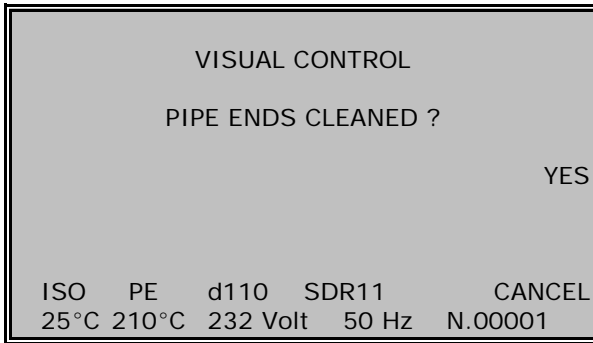 VISUAL CONTROL
PIPE ENDS CLEANED ?
YES
ISO PE d110 SDR11 CANCEL
25°C 210°C 232 Volt 50 Hz N.00001